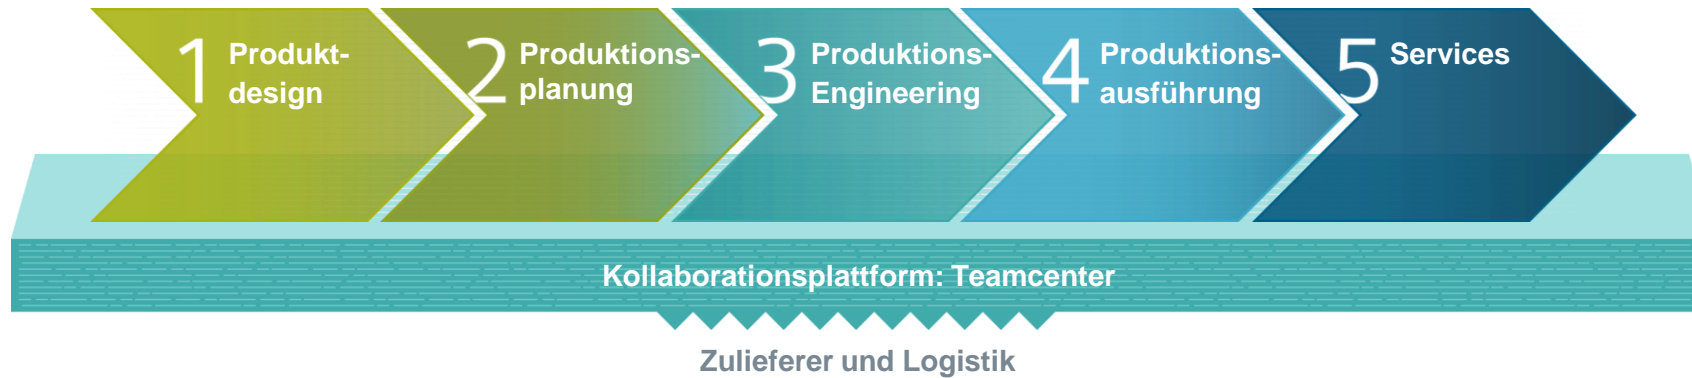 1 Produkt-
design
2 Produktions-
planung
3 Produktions-
Engineering
4 Produktions-
ausführung
5 Services
Kollaborationsplattform: Teamcenter
Zulieferer und Logistik